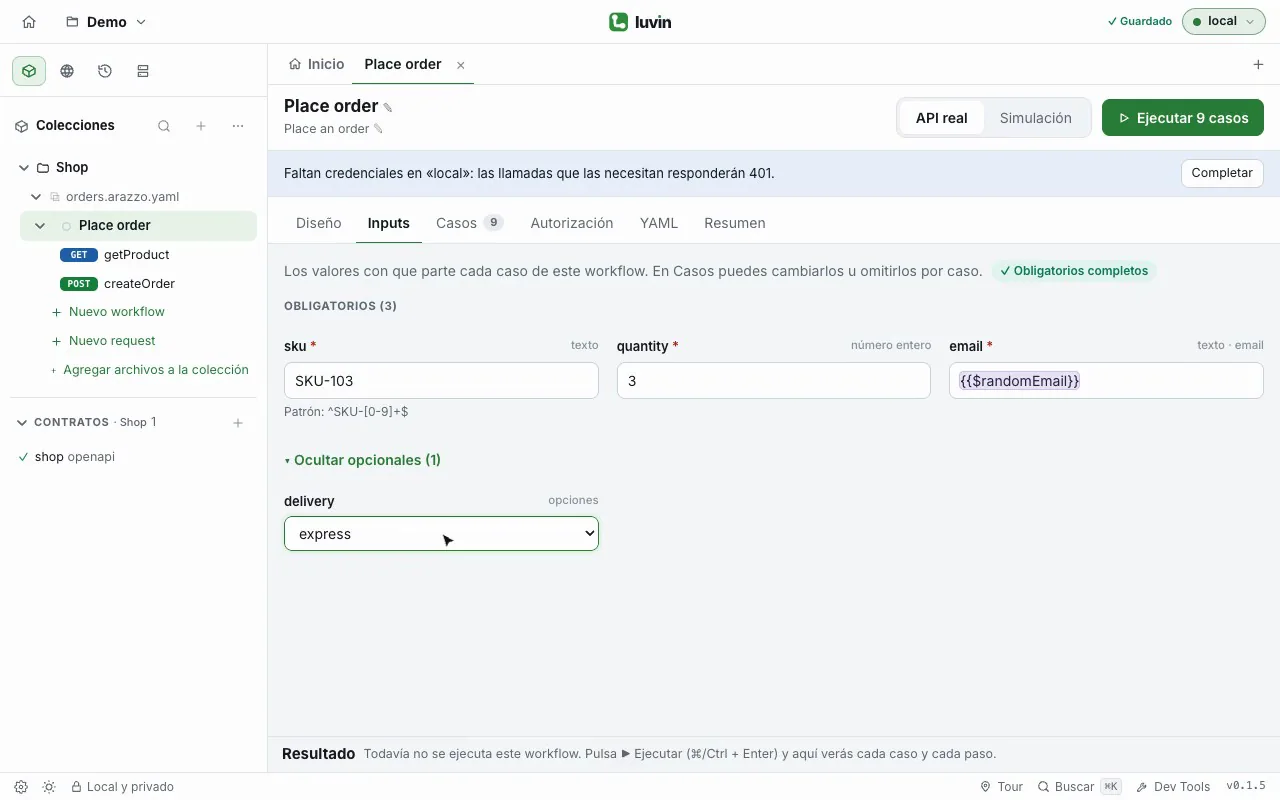 Demo
luvin
✓ Guardado
local
Inicio
Place order ×
Colecciones
Place order
Place an order
API real
Simulación
Ejecutar 9 casos
Faltan credenciales en «local»: las llamadas que las necesitan responderán 401.
Completar
Shop
orders.arazzo.yaml
Place order
GET getProduct
POST createOrder
+ Nuevo workflow
+ Nuevo request
+ Agregar archivos a la colección
CONTRATOS · Shop 1
✓ shop openapi
Diseño
Inputs
Casos 9
Autorización
YAML
Resumen
Los valores con que parte cada caso de este workflow. En Casos puedes cambiarlos u omitirlos por caso.
✓ Obligatorios completos
OBLIGATORIOS (3)
sku * texto
SKU-103
Patrón: ^SKU-[0-9]+$
quantity * número entero
3
email * texto · email
{{$randomEmail}}
▾ Ocultar opcionales (1)
delivery opciones
express
Resultado Todavía no se ejecuta este workflow. Pulsa ▶ Ejecutar (⌘/Ctrl + Enter) y aquí verás cada caso y cada paso.
Local y privado
Tour
Buscar ⌘K
Dev Tools
v0.1.5